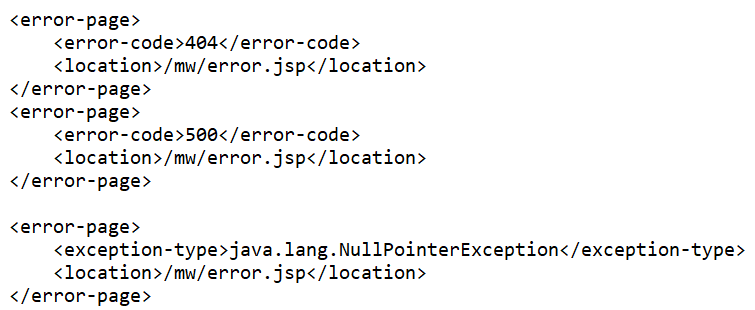 <error-page>
    <error-code>404</error-code>
    <location>/mw/error.jsp</location>
</error-page>
<error-page>
    <error-code>500</error-code>
    <location>/mw/error.jsp</location>
</error-page>

<error-page>
    <exception-type>java.lang.NullPointerException</exception-type>
    <location>/mw/error.jsp</location>
</error-page>